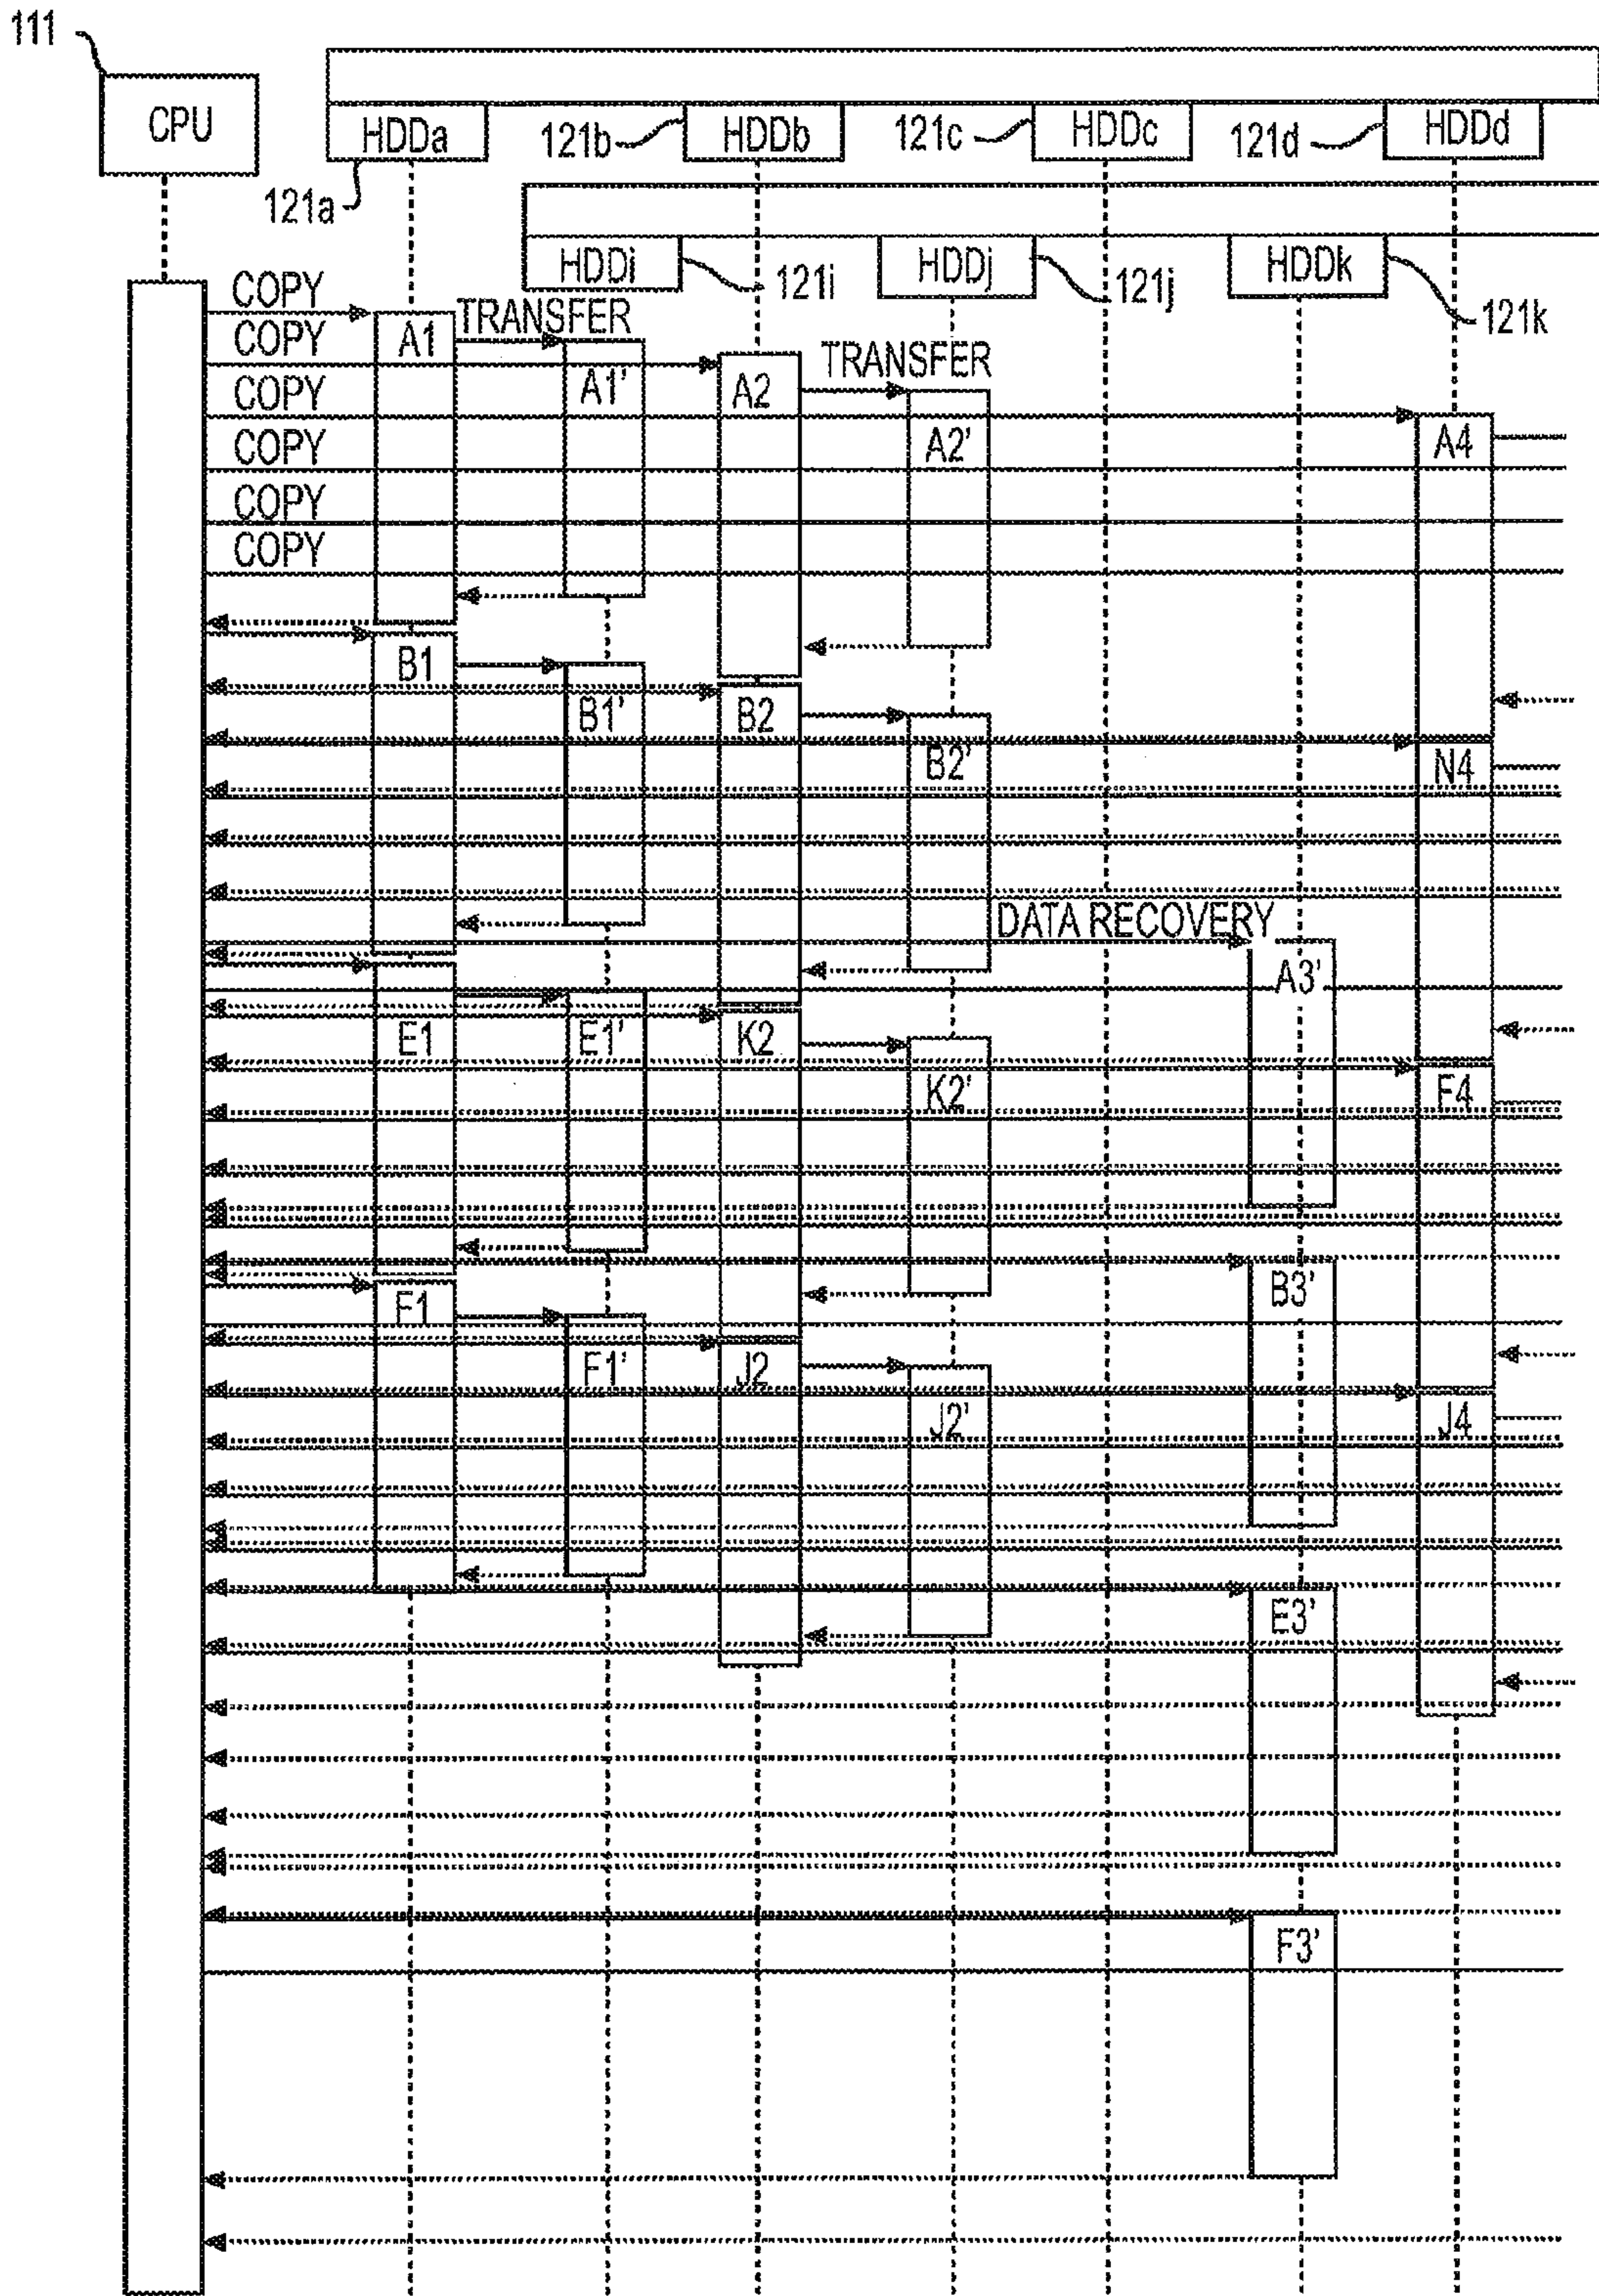 111
CPU
HDDa
121b
HDDb
121c
HDDc
121d
HDDd
121a
HDDi
121i
HDDj
121j
HDDk
121k
COPY
TRANSFER
COPY
A1
TRANSFER
COPY
A1'
A2
COPY
A2'
A4
COPY
COPY
B1
B1'
B2
B2'
N4
DATA RECOVERY
A3'
E1
E1'
K2
K2'
F4
F1
B3'
F1'
J2
J2'
J4
E3'
F3'